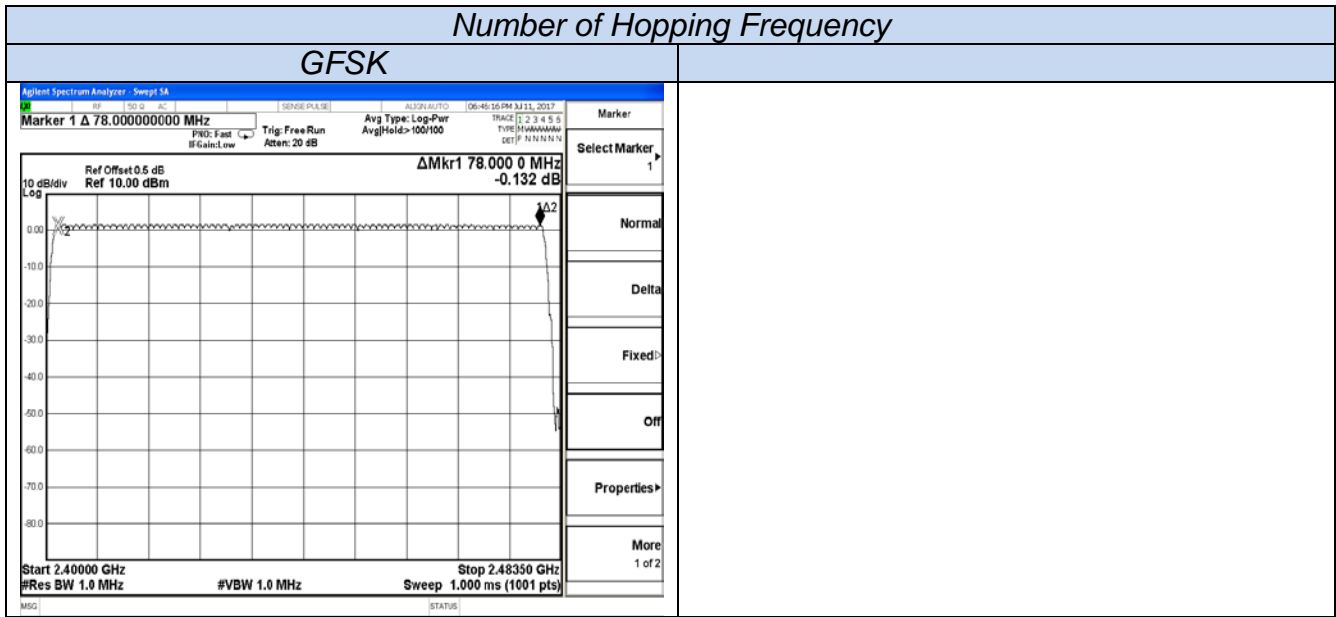 Number of Hopping Frequency
GFSK
Agilent Spectrum Analyzer - Swept SA
RF 50 Ω AC SENSE:PULSE ALIGN AUTO 06:46:16 PM Jul 11, 2017
Marker 1 Δ 78.000000000 MHz
PNO: Fast
IFGain:Low
Trig: Free Run
Atten: 20 dB
Avg Type: Log-Pwr
Avg|Hold:>100/100
TRACE 1 2 3 4 5 6
TYPE MWWWWW
DET P N N N N N
Ref Offset 0.5 dB
10 dB/div Ref 10.00 dBm
Log
ΔMkr1 78.000 0 MHz
-0.132 dB
1Δ2
X2
0.00
-10.0
-20.0
-30.0
-40.0
-50.0
-60.0
-70.0
-80.0
Start 2.40000 GHz Stop 2.48350 GHz
#Res BW 1.0 MHz #VBW 1.0 MHz Sweep 1.000 ms (1001 pts)
MSG STATUS
Marker
Select Marker
1
Normal
Delta
Fixed
Off
Properties
More
1 of 2